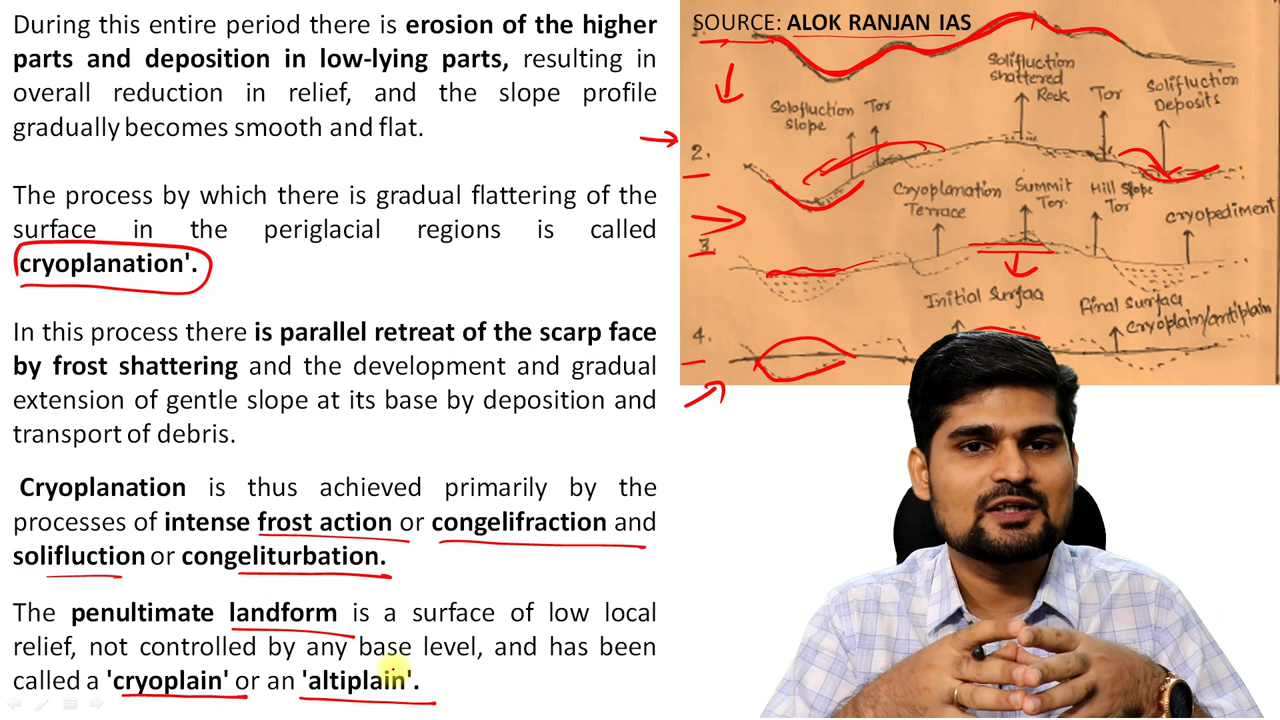 During this entire period there is erosion of the higher
parts and deposition in low-lying parts, resulting in
overall reduction in relief, and the slope profile
gradually becomes smooth and flat.
The process by which there is gradual flattering of the
surface in the periglacial regions is called
cryoplanation'.
In this process there is parallel retreat of the scarp face
by frost shattering and the development and gradual
extension of gentle slope at its base by deposition and
transport of debris.
Cryoplanation is thus achieved primarily by the
processes of intense frost action or congelifraction and
solifluction or congeliturbation.
The penultimate landform is a surface of low local
relief, not controlled by any base level, and has been
called a 'cryoplain' or an 'altiplain'.
SOURCE: ALOK RANJAN IAS
1.
Solifluction
Shattered
Rock
Solofluction
Slope
Tor
Tor
Solifluction
Deposits
2.
Cryoplanation
Terrace
Summit
Tor
Hill Slope
Tor
Cryopediment
3.
Initial Surfac
Final Surfac
Cryoplain/antiplain
4.